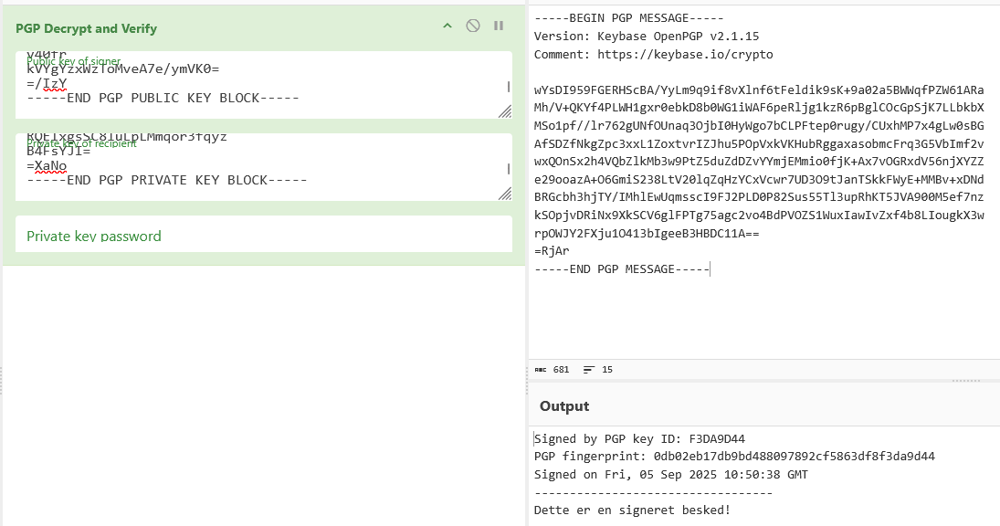 PGP Decrypt and Verify
Public key of signer
kVYgYzxWzToMveA7e/ymVK0=
=/IzY
-----END PGP PUBLIC KEY BLOCK-----
Private key of recipient
B4FsYJI=
=XaNo
-----END PGP PRIVATE KEY BLOCK-----
Private key password
-----BEGIN PGP MESSAGE-----
Version: Keybase OpenPGP v2.1.15
Comment: https://keybase.io/crypto
wYsDI959FGERHScBA/YyLm9q9if8vXlnf6tFeldik9sK+9a02a5BWWqfPZW61ARa
Mh/V+QKYf4PLWH1gxr0ebkD8b0WG1iWAF6peRljg1kzR6pBglCOcGpSjK7LLbkbX
MSo1pf//lr762gUNfOUnaq3OjbI0HyWgo7bCLPFtep0rugy/CUxhMP7x4gLw0sBG
AfSDZfNkgZpc3xxL1ZoxtvrIZJhu5POpVxkVKHubRggaxasobmcFrq3G5VbImf2v
wxQOnSx2h4VQbZlkMb3w9PtZ5duZdDZvYYmjEMmio0fjK+Ax7vOGRxdV56njXYZZ
e29ooazA+O6GmiS238LtV20lqZqHzYCxVcwr7UD3O9tJanTSkkFWyE+MMBv+xDNd
BRGcbh3hjTY/IMhlEwUqmsscI9FJ2PLD0P82Sus55Tl3upRhKT5JVA900M5ef7nz
kSOpjvDRiNx9XkSCV6glFPTg75agc2vo4BdPVOZS1WuxIawIvZxf4b8LIougkX3w
rpOWJY2FXju1O413bIgeeB3HBDC11A==
=RjAr
-----END PGP MESSAGE-----
681 15
Output
Signed by PGP key ID: F3DA9D44
PGP fingerprint: 0db02eb17db9bd488097892cf5863df8f3da9d44
Signed on Fri, 05 Sep 2025 10:50:38 GMT
---------------------------------
Dette er en signeret besked!